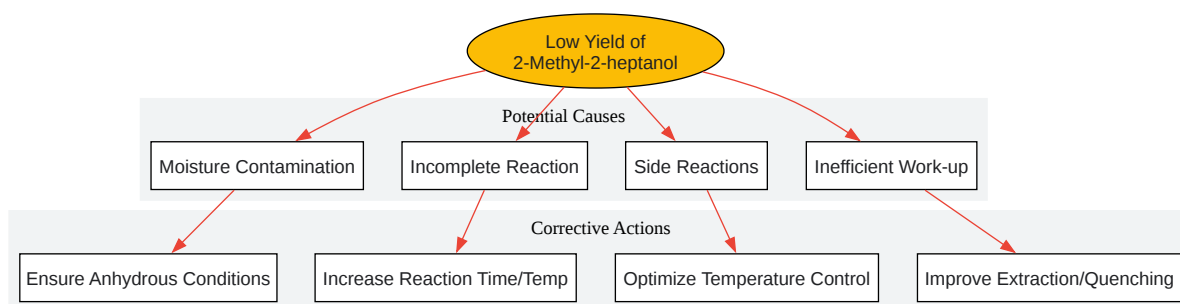 Low Yield of
2-Methyl-2-heptanol
Potential Causes
Moisture Contamination
Incomplete Reaction
Side Reactions
Inefficient Work-up
Corrective Actions
Ensure Anhydrous Conditions
Increase Reaction Time/Temp
Optimize Temperature Control
Improve Extraction/Quenching